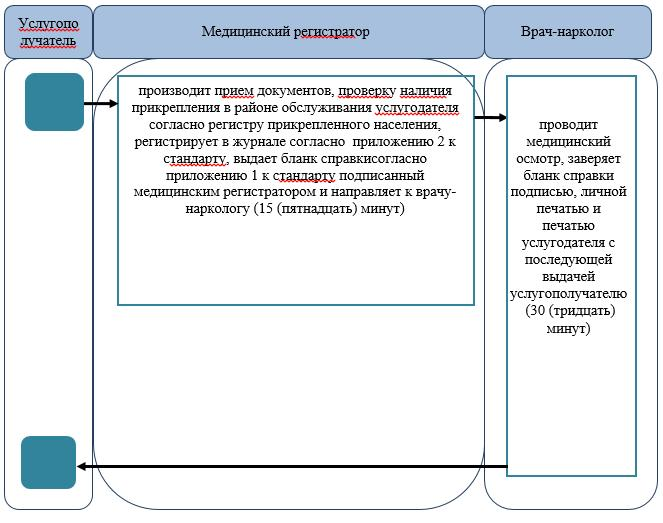 Услугопо
лучатель
Медицинский регистратор
Врач-нарколог
производит прием документов, проверку наличия
прикрепления в районе обслуживания услугодателя
согласно регистру прикрепленного населения,
регистрирует в журнале согласно приложению 2 к
стандарту, выдает бланк справкисогласно
приложению 1 к стандарту подписанный
медицинским регистратором и направляет к врачу-
наркологу (15 (пятнадцать) минут)
проводит
медицинский
осмотр, заверяет
бланк справки
подписью, личной
печатью и
печатью
услугодателя с
последующей
выдачей
услугополучателю
(30 (тридцать)
минут)